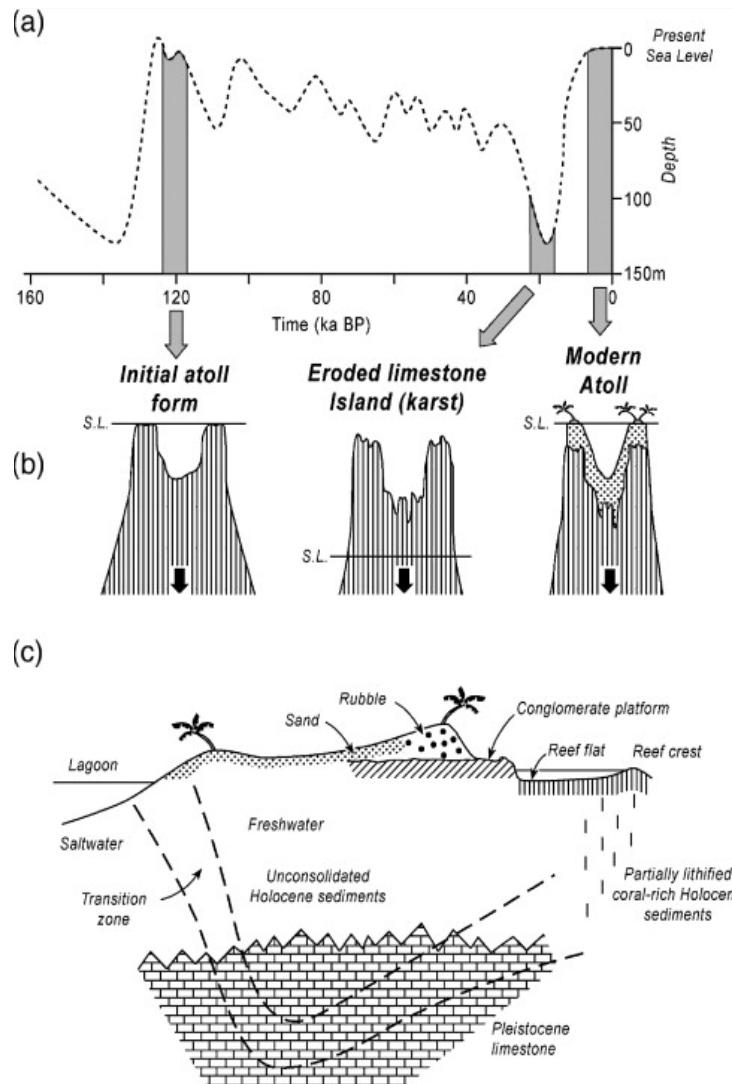 (a)
0
Present
Sea Level
50
100
150m
Depth
160
120
80
40
0
Time (ka BP)
Initial atoll
form
Eroded limestone
Island (karst)
Modern
Atoll
(b)
S.L.
S.L.
S.L.
(c)
Rubble
Sand
Conglomerate platform
Lagoon
Reef flat
Reef crest
Saltwater
Freshwater
Transition
zone
Unconsolidated
Holocene sediments
Partially lithified
coral-rich Holocen
sediments
Pleistocene
limestone